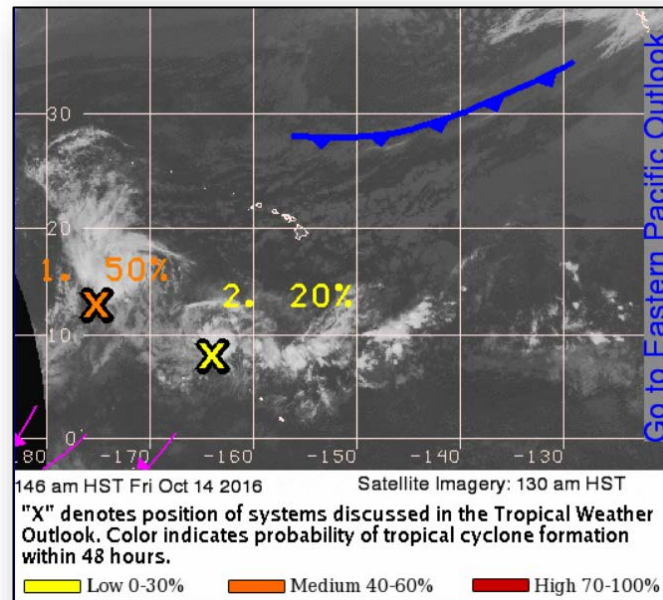 30
20
1. 50%
2. 20%
10
0
180 -170 -160 -150 -140 -130
Go to Eastern Pacific Outlook
146 am HST Fri Oct 14 2016 Satellite Imagery: 130 am HST
"X" denotes position of systems discussed in the Tropical Weather
Outlook. Color indicates probability of tropical cyclone formation
within 48 hours.
Low 0-30% Medium 40-60% High 70-100%